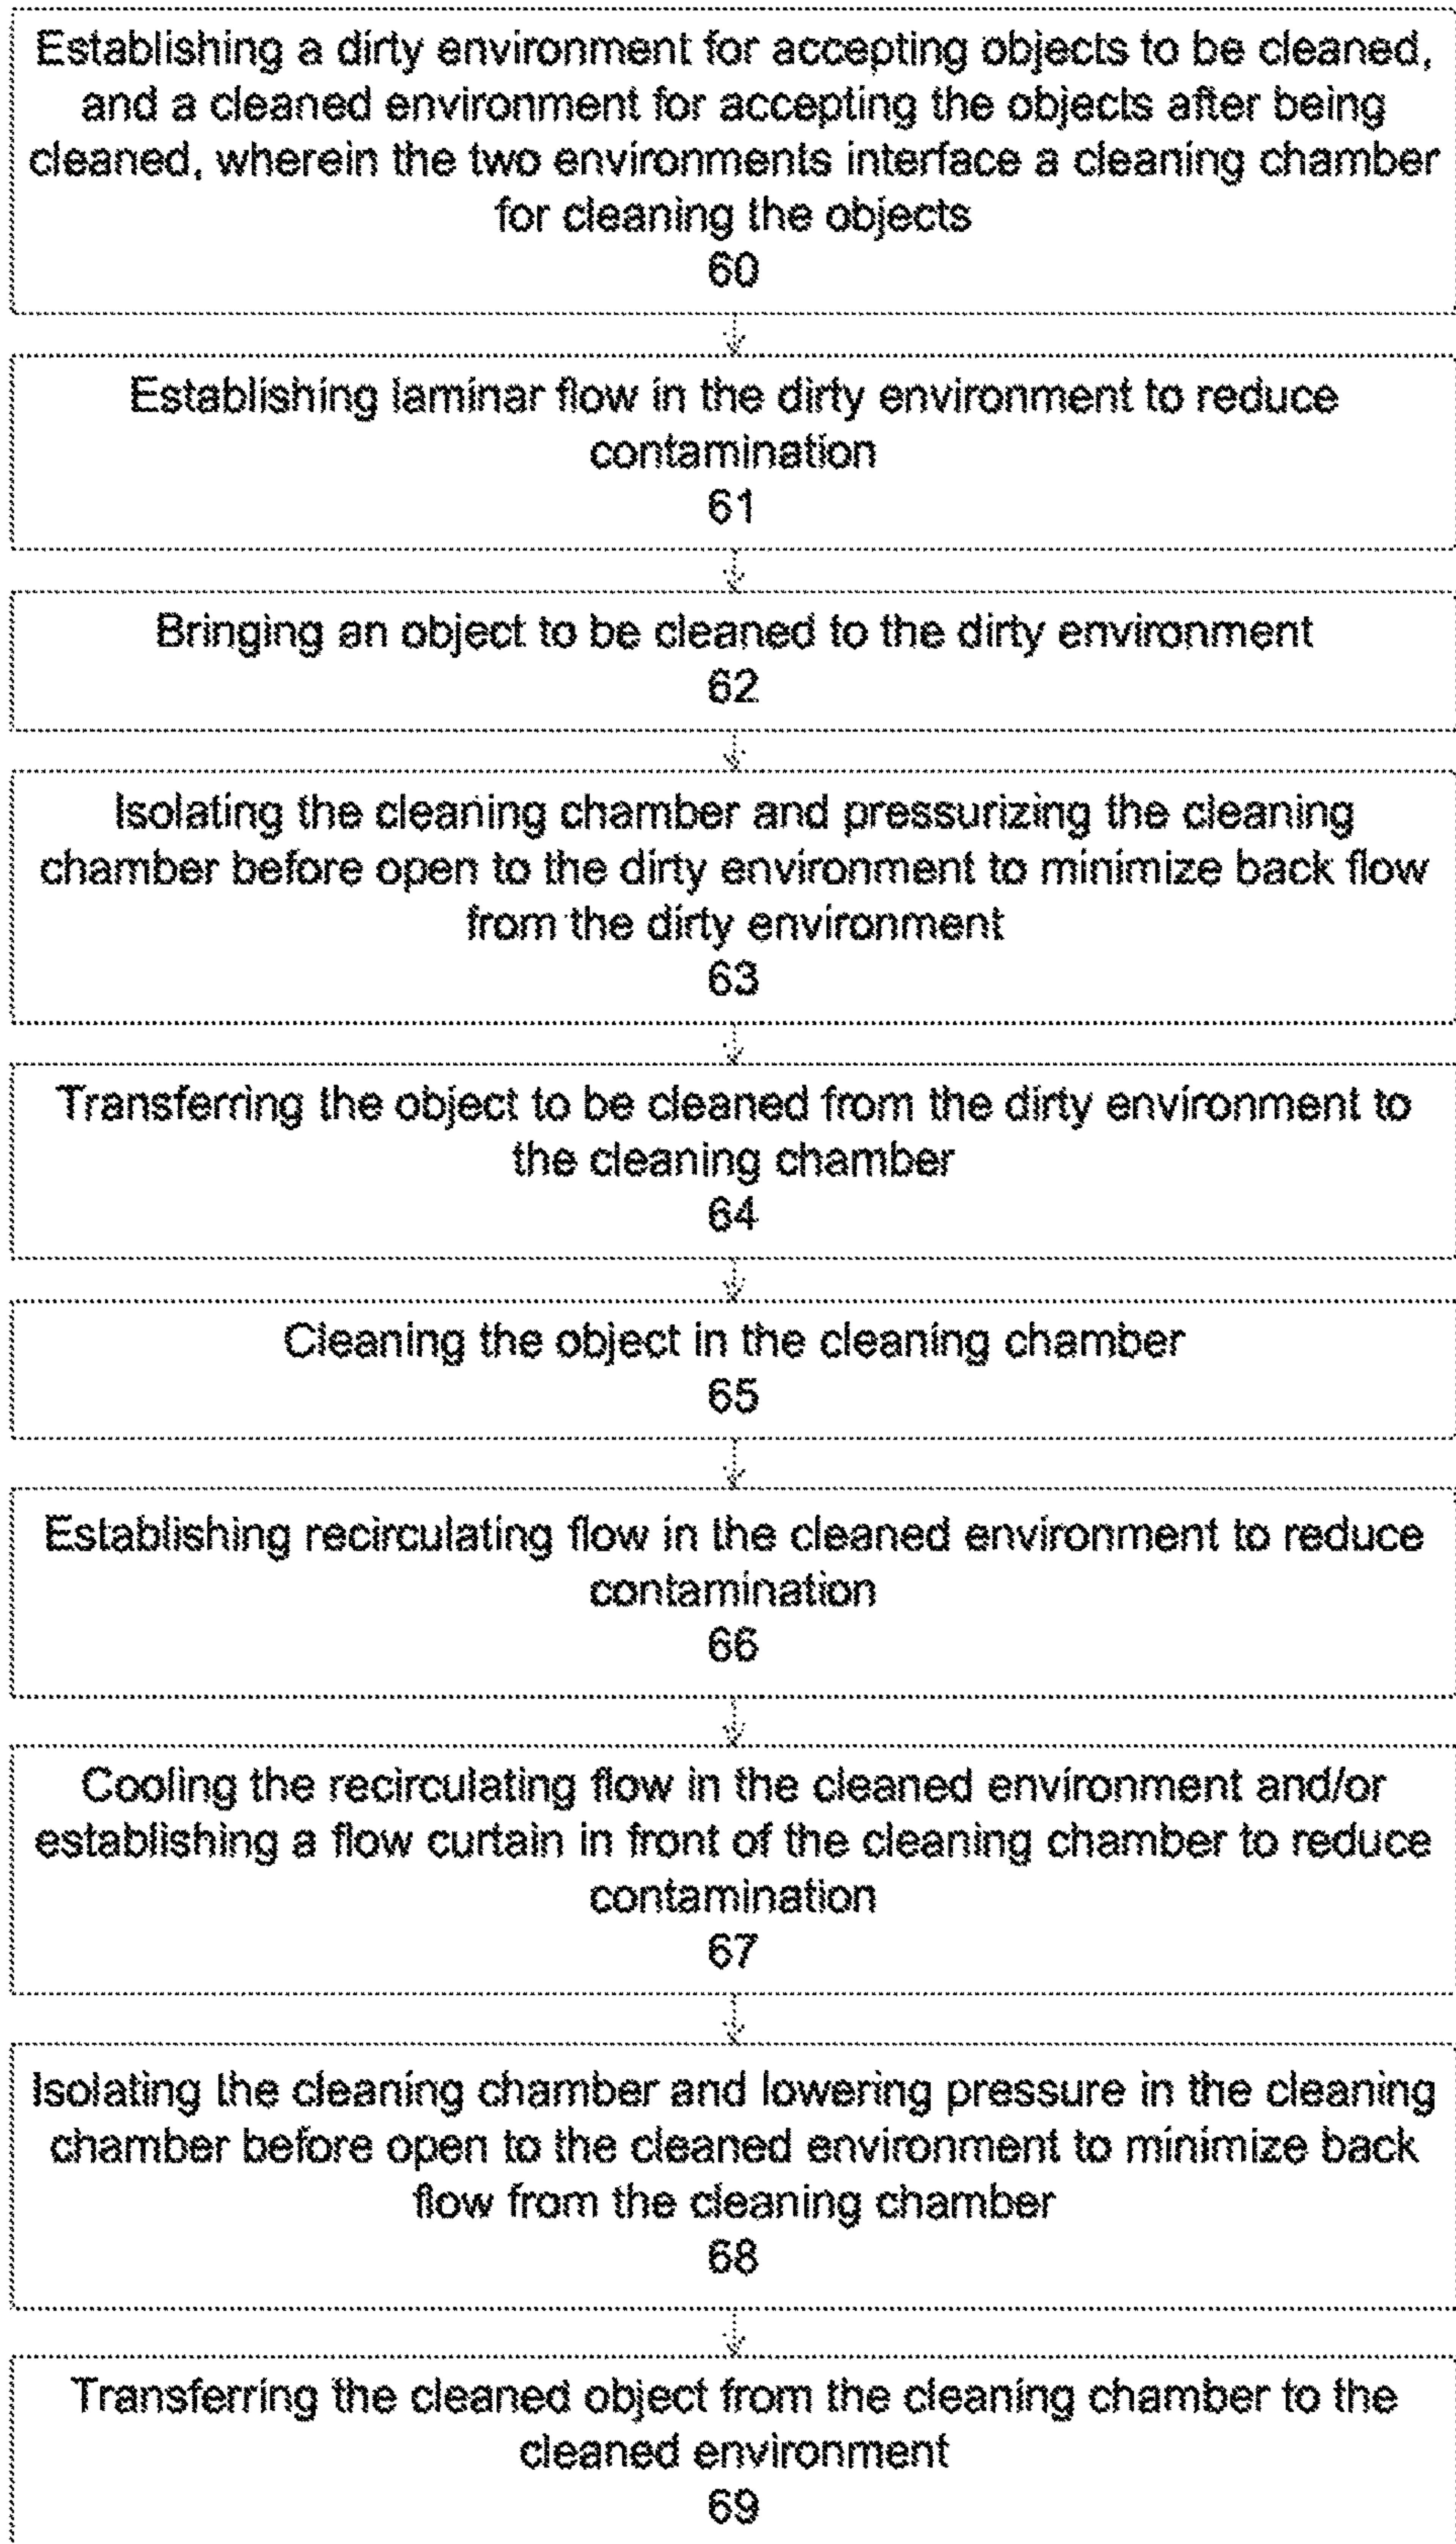 Establishing a dirty environment for accepting objects to be cleaned,
and a cleaned environment for accepting the objects after being
cleaned, wherein the two environments interface a cleaning chamber
for cleaning the objects
60
Establishing laminar flow in the dirty environment to reduce
contamination
61
Bringing an object to be cleaned to the dirty environment
62
Isolating the cleaning chamber and pressurizing the cleaning
chamber before open to the dirty environment to minimize back flow
from the dirty environment
63
Transferring the object to be cleaned from the dirty environment to
the cleaning chamber
64
Cleaning the object in the cleaning chamber
65
Establishing recirculating flow in the cleaned environment to reduce
contamination
66
Cooling the recirculating flow in the cleaned environment and/or
establishing a flow curtain in front of the cleaning chamber to reduce
contamination
67
Isolating the cleaning chamber and lowering pressure in the cleaning
chamber before open to the cleaned environment to minimize back
flow from the cleaning chamber
68
Transferring the cleaned object from the cleaning chamber to the
cleaned environment
69